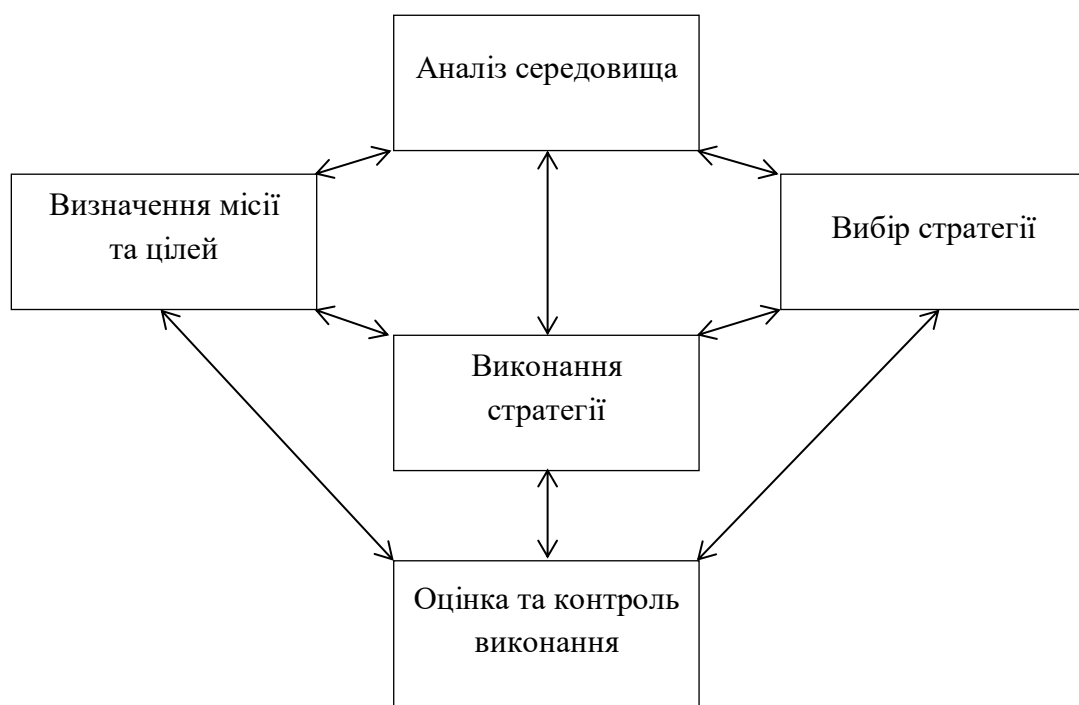 Аналіз середовища
Визначення місії
та цілей
Вибір стратегії
Виконання
стратегії
Оцінка та контроль
виконання